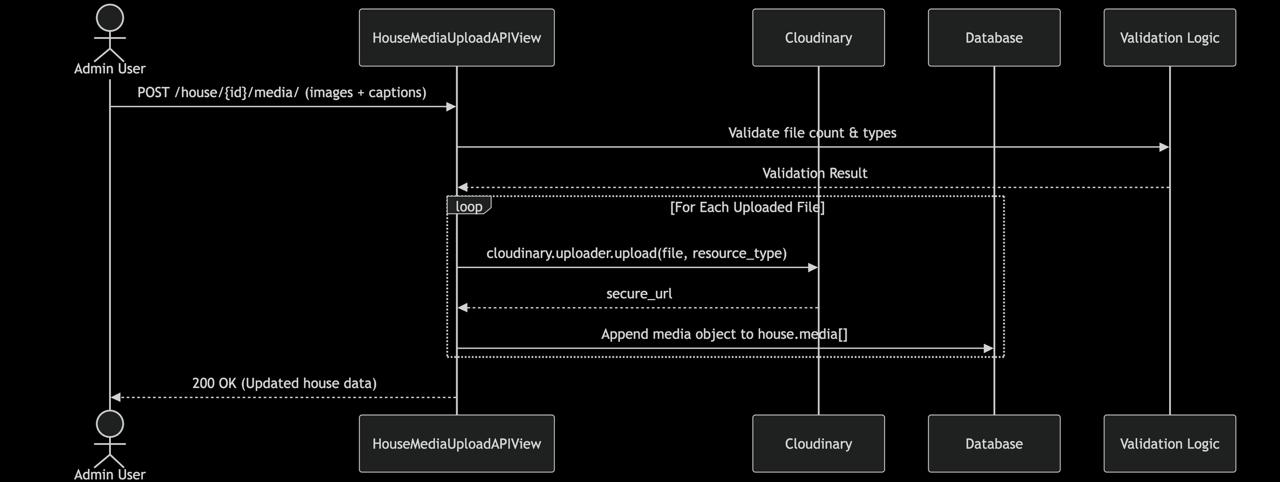 Admin User
HouseMediaUploadAPIView
Cloudinary
Database
Validation Logic
POST /house/{id}/media/ (images + captions)
Validate file count & types
Validation Result
loop
[For Each Uploaded File]
cloudinary.uploader.upload(file, resource_type)
secure_url
Append media object to house.media[]
200 OK (Updated house data)
HouseMediaUploadAPIView
Cloudinary
Database
Validation Logic
Admin User